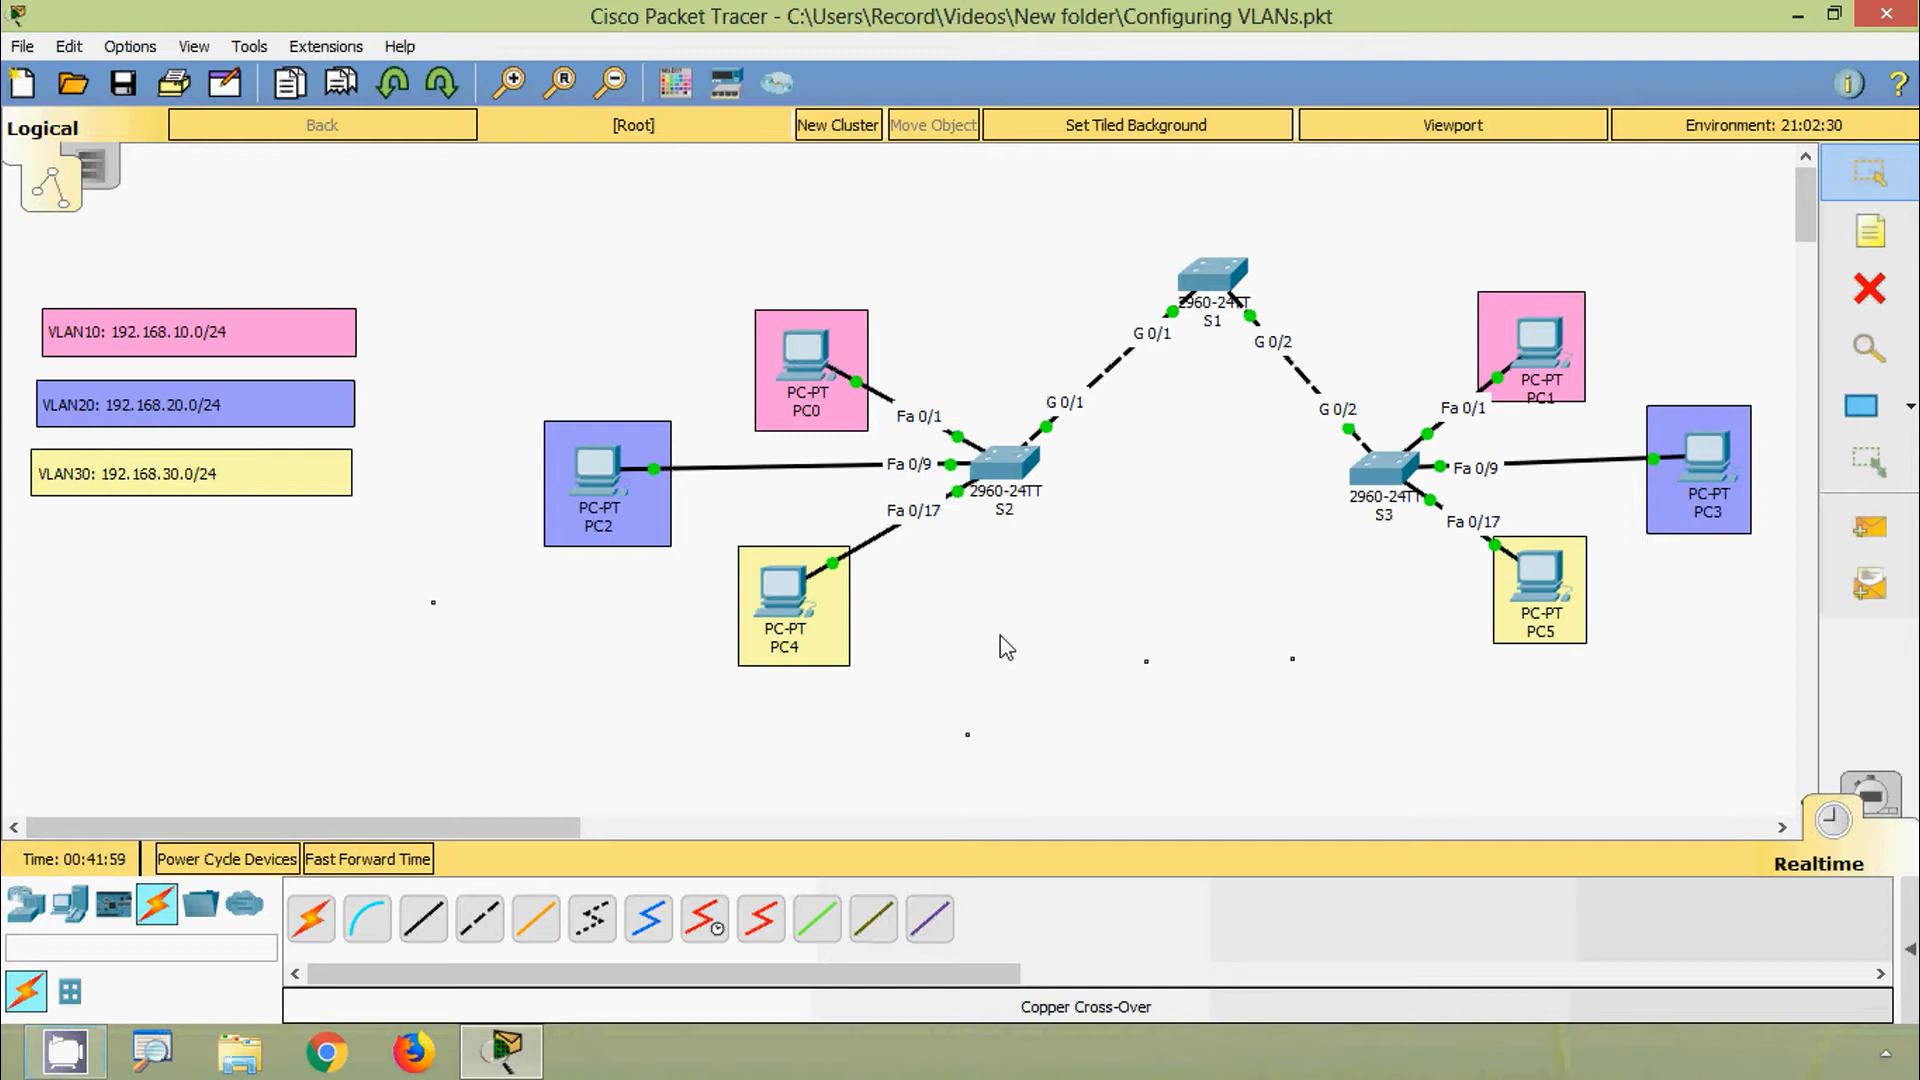 Cisco Packet Tracer - C:\Users\Record\Videos\New folder\Configuring VLANs.pkt
File Edit Options View Tools Extensions Help
Logical Back [Root] New Cluster Move Object Set Tiled Background Viewport Environment: 21:02:30
VLAN10: 192.168.10.0/24
VLAN20: 192.168.20.0/24
VLAN30: 192.168.30.0/24
PC-PT
PC0
PC-PT
PC2
PC-PT
PC4
Fa 0/1
Fa 0/9
Fa 0/17
2960-24TT
S2
G 0/1
G 0/1
2960-24TT
S1
G 0/2
G 0/2
2960-24TT
S3
Fa 0/1
Fa 0/9
Fa 0/17
PC-PT
PC1
PC-PT
PC3
PC-PT
PC5
Time: 00:41:59 Power Cycle Devices Fast Forward Time
Realtime
Copper Cross-Over